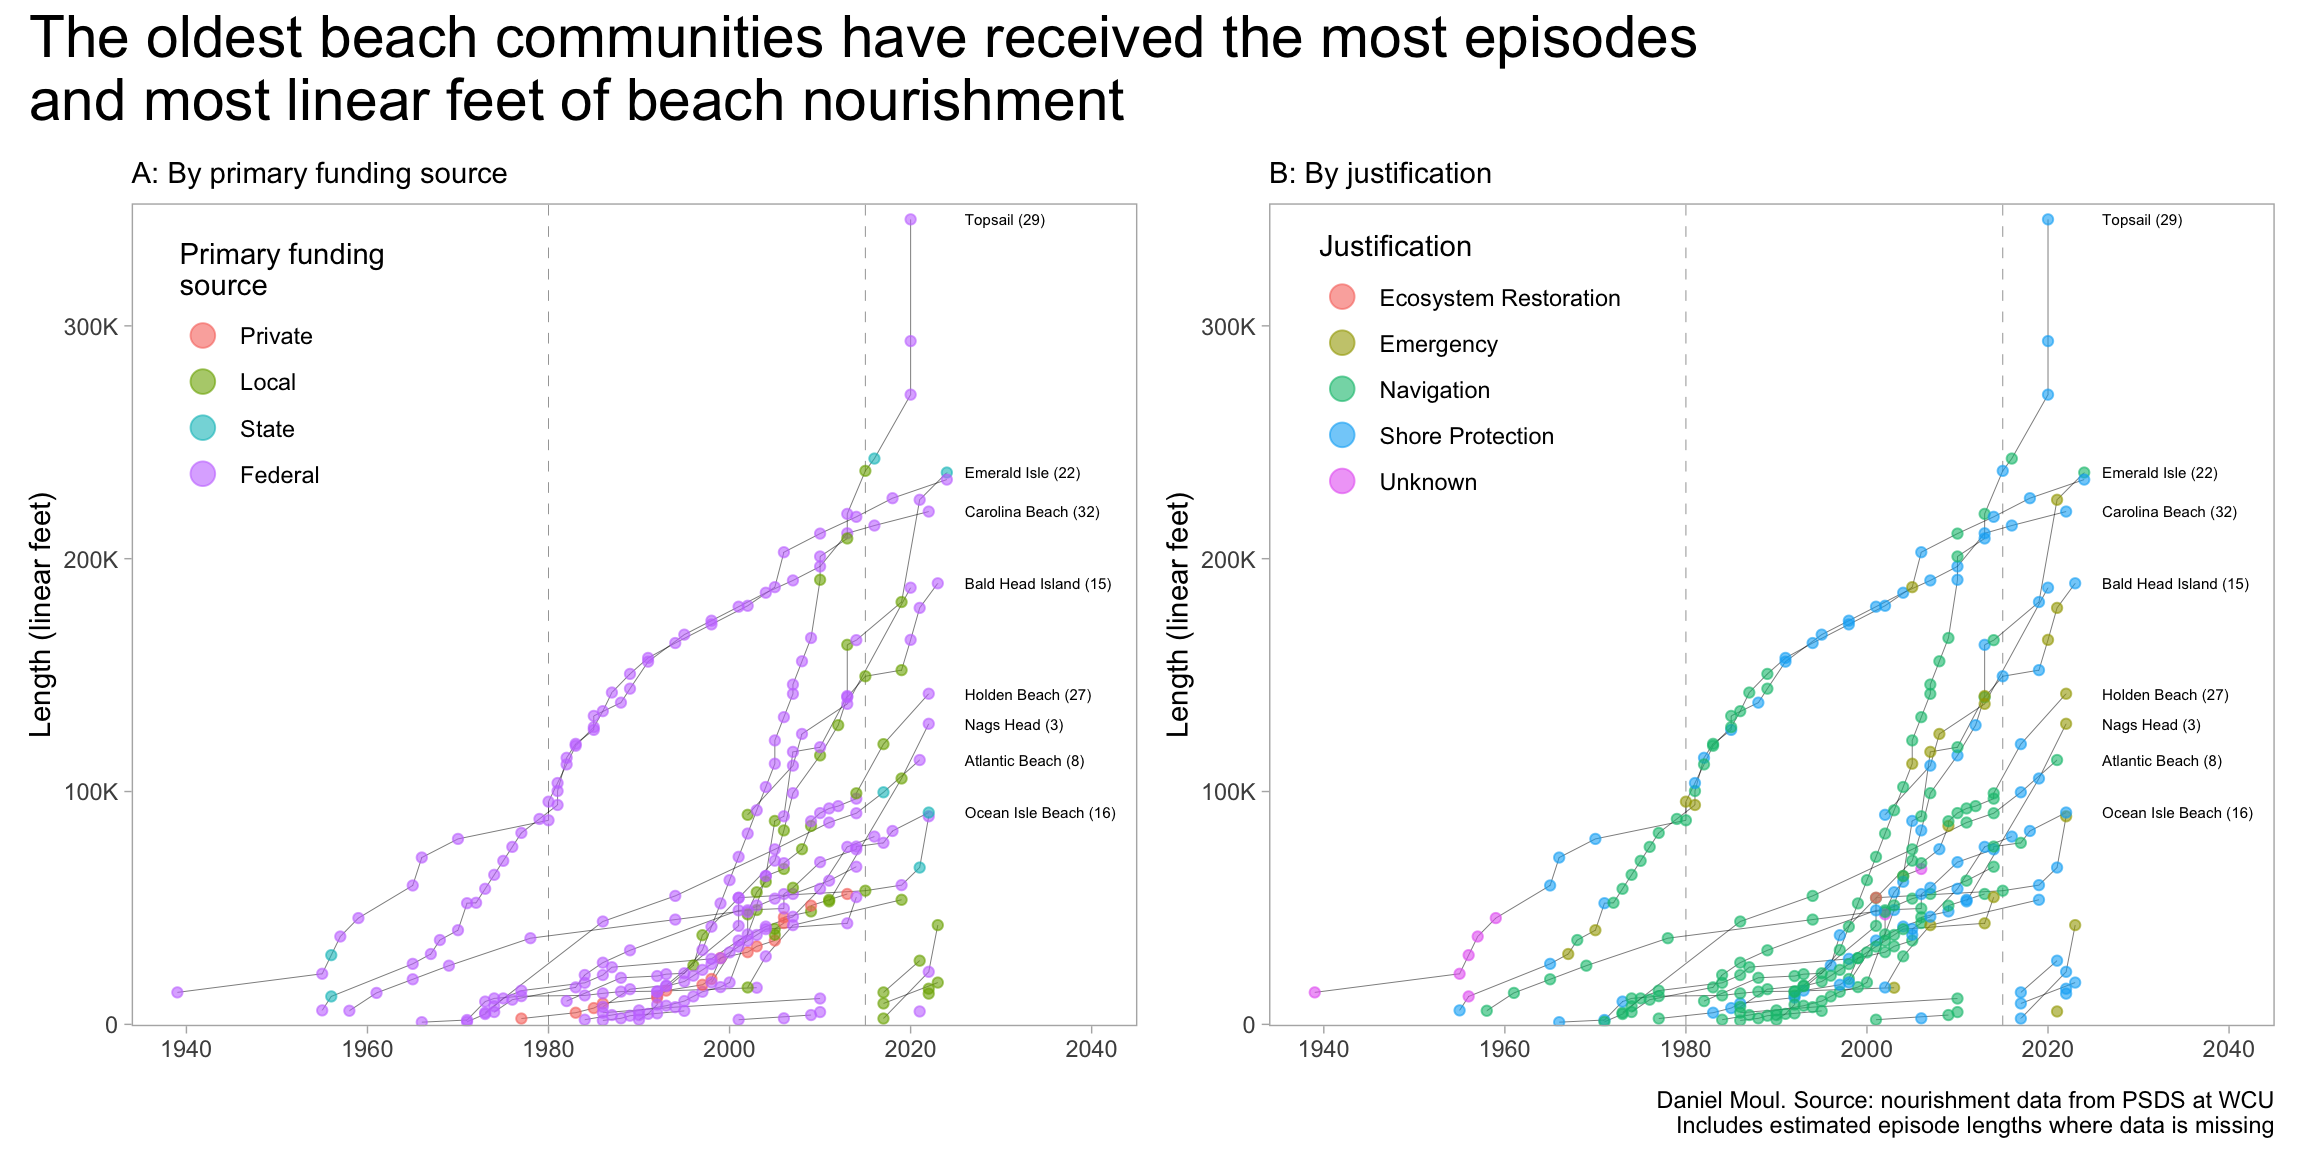 The oldest beach communities have received the most episodes
and most linear feet of beach nourishment
A: By primary funding source
Length (linear feet)
300K
200K
100K
0
1940
1960
1980
2000
2020
2040
Primary funding
source
Private
Local
State
Federal
Topsail (29)
Emerald Isle (22)
Carolina Beach (32)
Bald Head Island (15)
Holden Beach (27)
Nags Head (3)
Atlantic Beach (8)
Ocean Isle Beach (16)
B: By justification
Length (linear feet)
300K
200K
100K
0
1940
1960
1980
2000
2020
2040
Justification
Ecosystem Restoration
Emergency
Navigation
Shore Protection
Unknown
Topsail (29)
Emerald Isle (22)
Carolina Beach (32)
Bald Head Island (15)
Holden Beach (27)
Nags Head (3)
Atlantic Beach (8)
Ocean Isle Beach (16)
Daniel Moul. Source: nourishment data from PSDS at WCU
Includes estimated episode lengths where data is missing